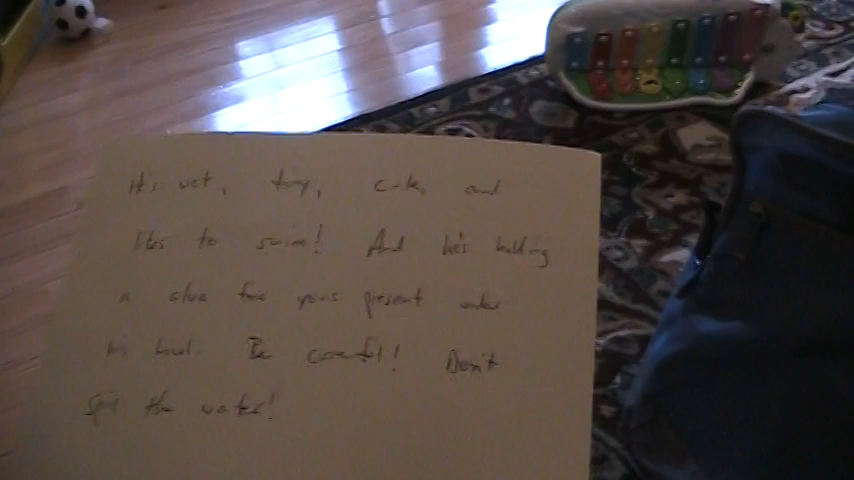 it's wet, tiny, cute, and
likes to swim! And he's holding
a clue for your present under
his bowl. Be careful! Don't
spill the water!